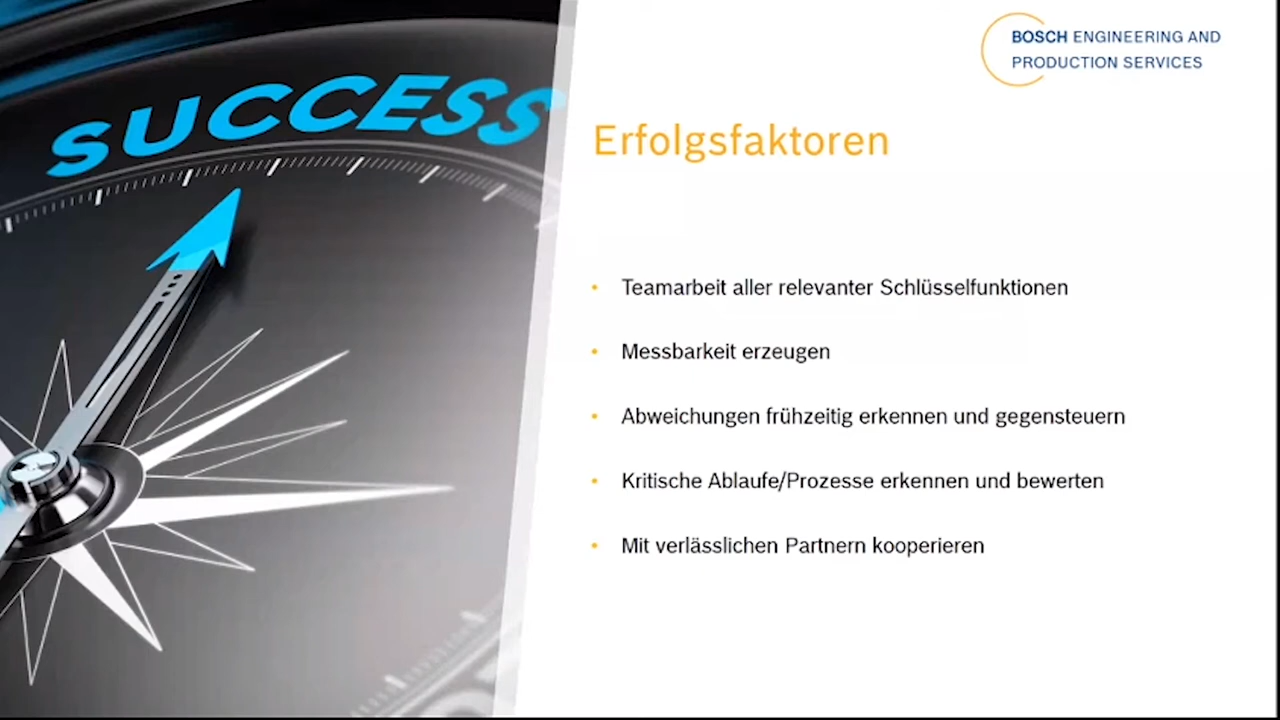 SUCCESS
BOSCH ENGINEERING AND
PRODUCTION SERVICES
Erfolgsfaktoren
• Teamarbeit aller relevanter Schlüsselfunktionen
• Messbarkeit erzeugen
• Abweichungen frühzeitig erkennen und gegensteuern
• Kritische Ablaufe/Prozesse erkennen und bewerten
• Mit verlässlichen Partnern kooperieren